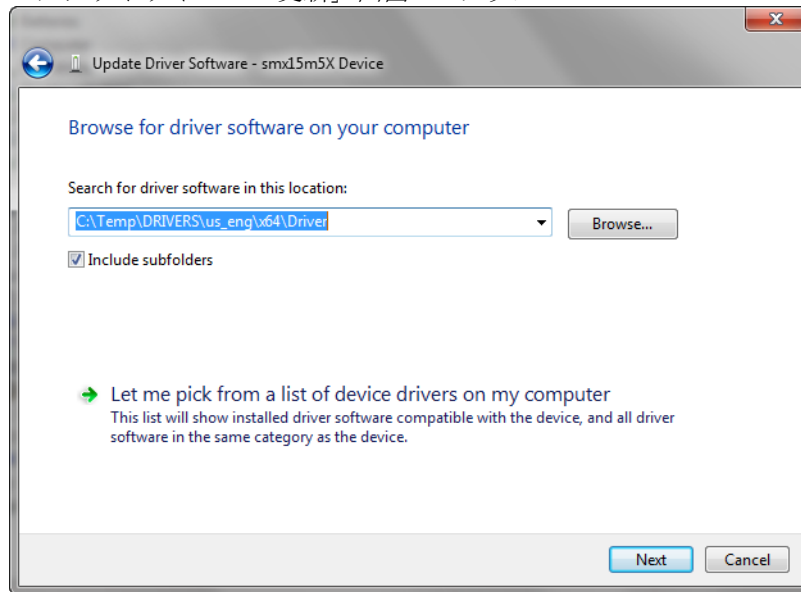 Update Driver Software - smx15m5X Device
Browse for driver software on your computer
Search for driver software in this location:
C:\Temp\DRIVERS\us_eng\x64\Driver
Browse...
Include subfolders
Let me pick from a list of device drivers on my computer
This list will show installed driver software compatible with the device, and all driver
software in the same category as the device.
Next
Cancel